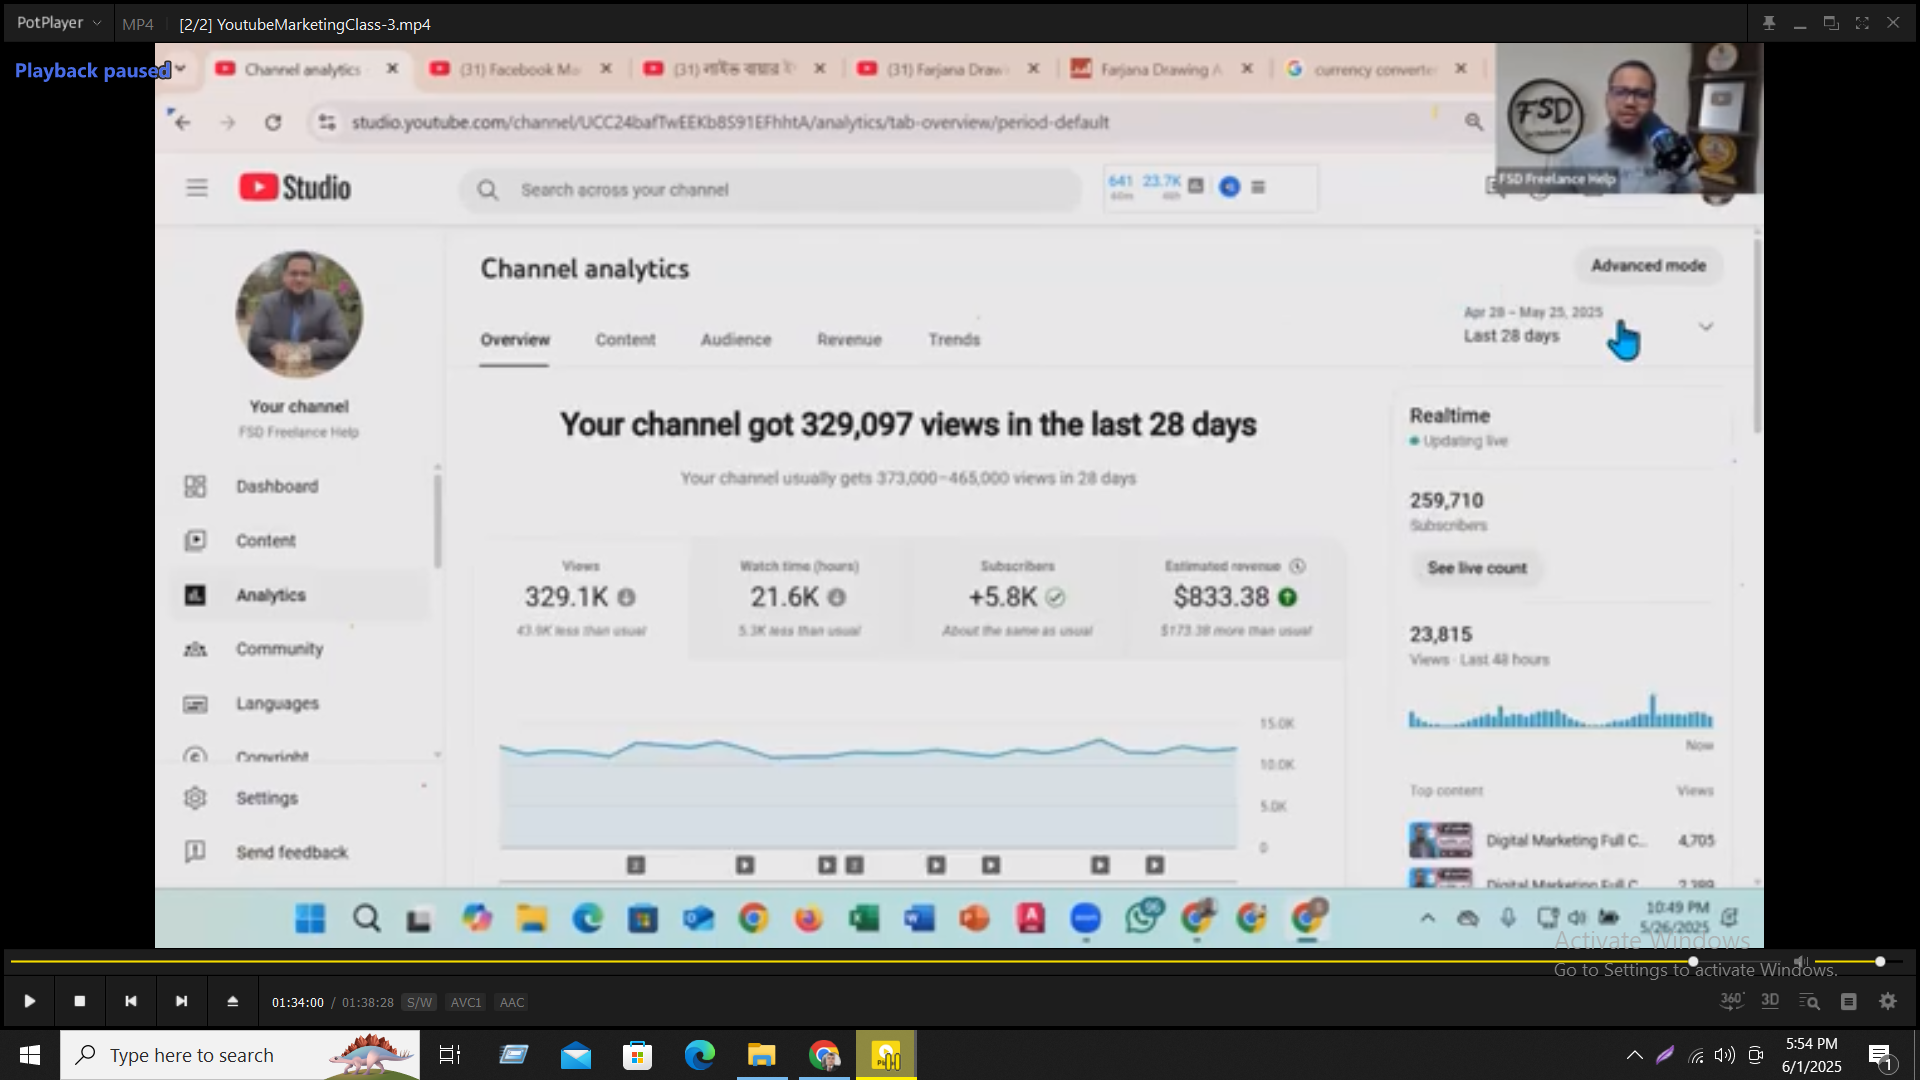 PotPlayer MP4 [2/2] YoutubeMarketingClass-3.mp4
Playback paused
Channel analytics (31) Facebook Ma (31) লাইক বায়ার ই (31) Farjana Draw Farjana Drawing A currency converte
studio.youtube.com/channel/UCC24bafTwEEKb8S91EFhhtA/analytics/tab-overview/period-default
FSD
FSD Freelance Help
Studio
Search across your channel
641 23.7K
60m 48h
Channel analytics
Advanced mode
Apr 28 – May 25, 2025
Last 28 days
Overview Content Audience Revenue Trends
Your channel
FSD Freelance Help
Dashboard
Content
Analytics
Community
Languages
Copyright
Settings
Send feedback
Your channel got 329,097 views in the last 28 days
Your channel usually gets 373,000–465,000 views in 28 days
Views Watch time (hours) Subscribers Estimated revenue
329.1K 21.6K +5.8K $833.38
43.9K less than usual 5.3K less than usual About the same as usual $173.38 more than usual
15.0K
10.0K
5.0K
0
Realtime
Updating live
259,710
Subscribers
See live count
23,815
Views · Last 48 hours
Now
Top content Views
Digital Marketing Full C... 4,705
Digital Marketing Full C... 2,389
10:49 PM
5/26/2025
Activate Windows
Go to Settings to activate Windows.
01:34:00 / 01:38:28 S/W AVC1 AAC
360° 3D
Type here to search
5:54 PM
6/1/2025
1